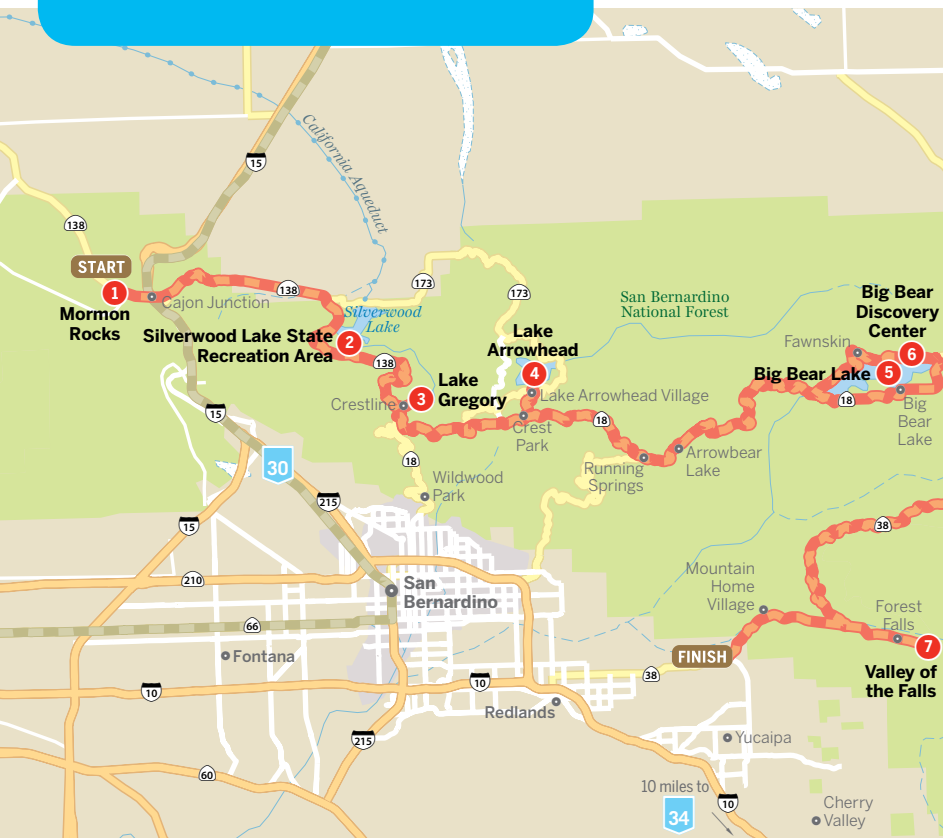 California Aqueduct
15
138
START
1
Mormon
Rocks
Cajon Junction
138
173
173
Silverwood
Lake
Silverwood Lake State
Recreation Area
2
138
San Bernardino
National Forest
Lake
Arrowhead
4
Big Bear
Discovery
Center
6
Fawnskin
Big Bear Lake
5
18
Big
Bear
Lake
Lake
Gregory
3
Crestline
Lake Arrowhead Village
Crest
Park
18
Arrowbear
Lake
Running
Springs
15
18
Wildwood
Park
30
215
15
38
210
San
Bernardino
Mountain
Home
Village
Forest
Falls
7
Valley of
the Falls
66
Fontana
FINISH
38
10
10
Redlands
215
Yucaipa
60
10 miles to
34
10
Cherry
Valley